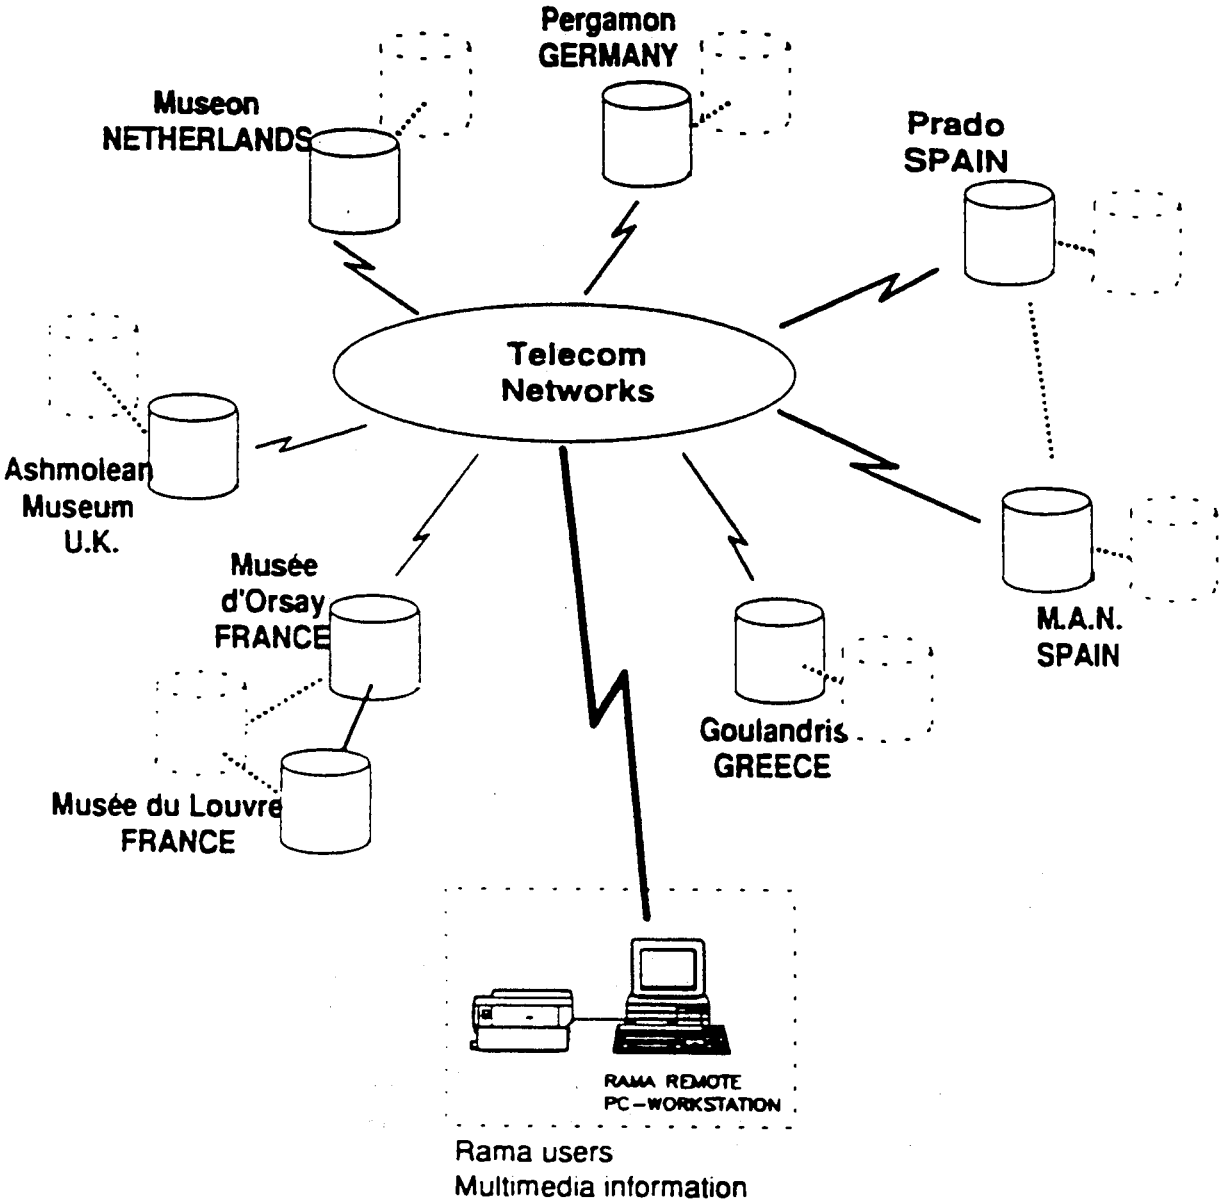 Pergamon
GERMANY
Museon
NETHERLANDS
Prado
SPAIN
Telecom
Networks
Ashmolean
Museum
U.K.
Musée
d'Orsay
FRANCE
M.A.N.
SPAIN
Goulandris
GREECE
Musée du Louvre
FRANCE
RAMA REMOTE
PC-WORKSTATION
Rama users
Multimedia information